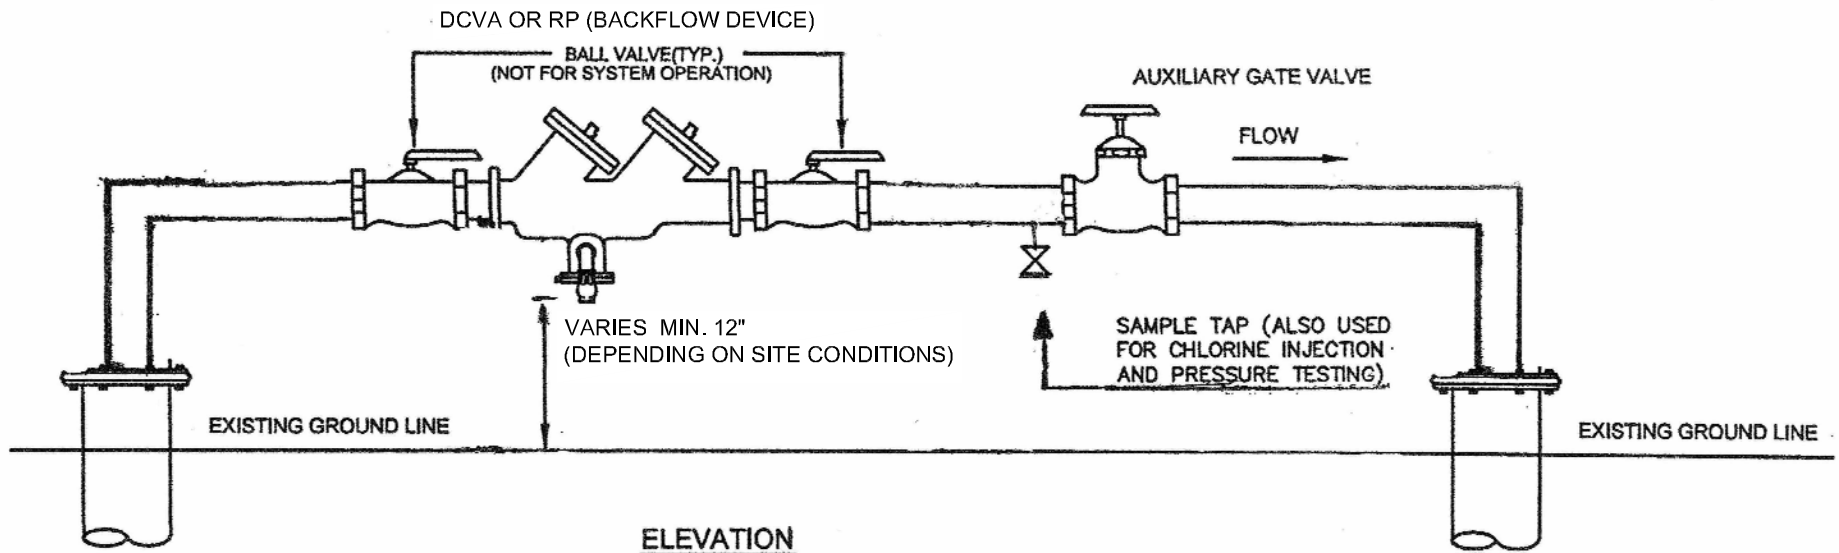 DCVA OR RP (BACKFLOW DEVICE)
BALL VALVE(TYP.)
(NOT FOR SYSTEM OPERATION)
AUXILIARY GATE VALVE
FLOW
VARIES MIN. 12"
(DEPENDING ON SITE CONDITIONS)
SAMPLE TAP (ALSO USED
FOR CHLORINE INJECTION
AND PRESSURE TESTING)
EXISTING GROUND LINE
EXISTING GROUND LINE
ELEVATION